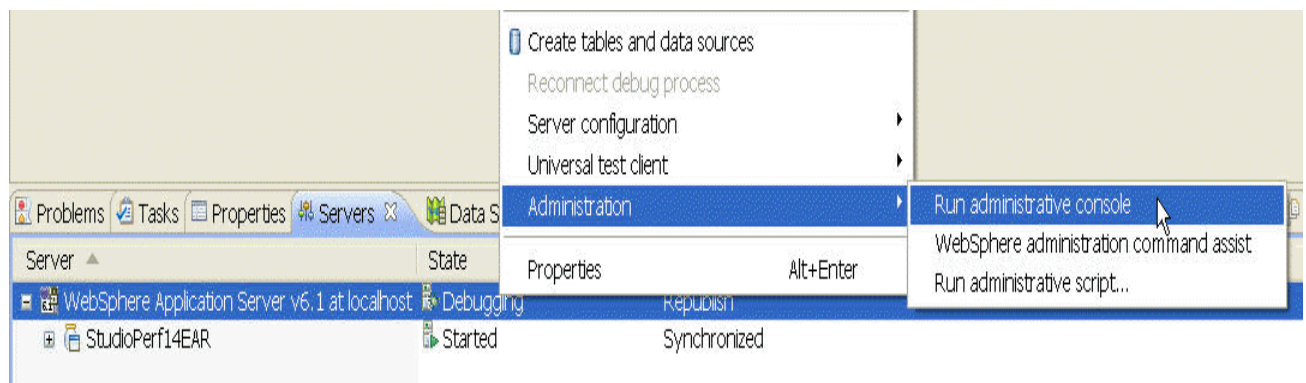 Create tables and data sources
Reconnect debug process
Server configuration
Universal test client
Administration
Run administrative console
WebSphere administration command assist
Run administrative script...
Properties Alt+Enter
Problems Tasks Properties Servers Data S
Server State
WebSphere Application Server v6.1 at localhost Debugging Republish
StudioPerf14EAR Started Synchronized